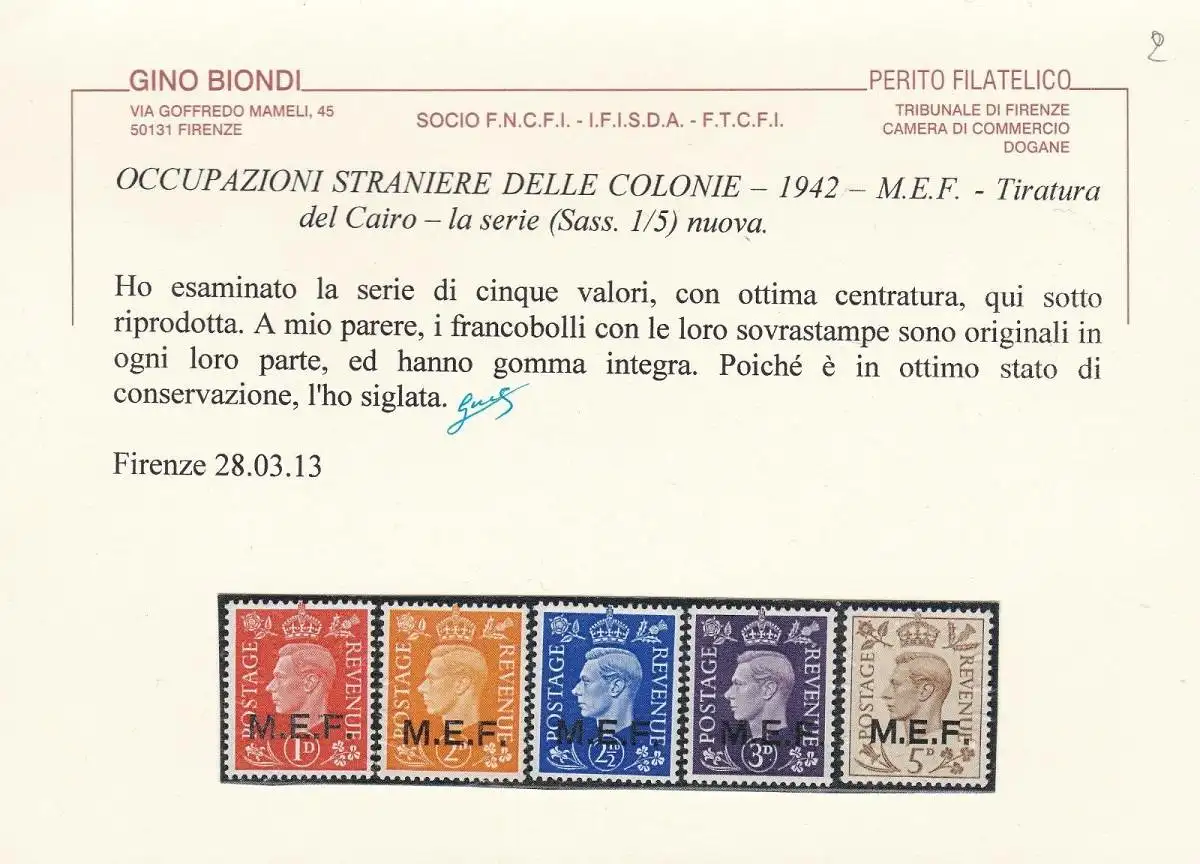 2
GINO BIONDI
PERITO FILATELICO
VIA GOFFREDO MAMELI, 45
50131 FIRENZE
SOCIO F.N.C.F.I. - I.F.I.S.D.A. - F.T.C.F.I.
TRIBUNALE DI FIRENZE
CAMERA DI COMMERCIO
DOGANE
OCCUPAZIONI STRANIERE DELLE COLONIE – 1942 – M.E.F. - Tiratura
del Cairo – la serie (Sass. 1/5) nuova.
Ho esaminato la serie di cinque valori, con ottima centratura, qui sotto
riprodotta. A mio parere, i francobolli con le loro sovrastampe sono originali in
ogni loro parte, ed hanno gomma integra. Poiché è in ottimo stato di
conservazione, l'ho siglata.
Firenze 28.03.13
POSTAGE REVENUE
M.E.F.
1D
POSTAGE REVENUE
M.E.F.
2D
POSTAGE REVENUE
M.E.F.
2½D
POSTAGE REVENUE
M.E.F.
3D
POSTAGE REVENUE
M.E.F.
5D